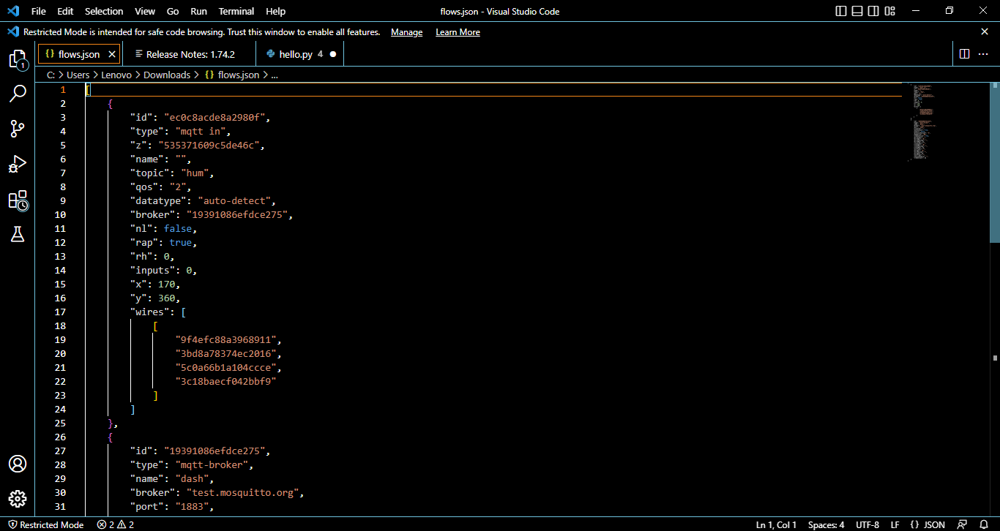 File Edit Selection View Go Run Terminal Help flows.json - Visual Studio Code
Restricted Mode is intended for safe code browsing. Trust this window to enable all features. Manage Learn More
1
{} flows.json Release Notes: 1.74.2 hello.py 4
C: > Users > Lenovo > Downloads > {} flows.json > ...
1 [
2 {
3 "id": "ec0c8acde8a2980f",
4 "type": "mqtt in",
5 "z": "535371609c5de46c",
6 "name": "",
7 "topic": "hum",
8 "qos": "2",
9 "datatype": "auto-detect",
10 "broker": "19391086efdce275",
11 "nl": false,
12 "rap": true,
13 "rh": 0,
14 "inputs": 0,
15 "x": 170,
16 "y": 360,
17 "wires": [
18 [
19 "9f4efc88a3968911",
20 "3bd8a78374ec2016",
21 "5c0a66b1a104ccce",
22 "3c18baecf042bbf9"
23 ]
24 ]
25 },
26 {
27 "id": "19391086efdce275",
28 "type": "mqtt-broker",
29 "name": "dash",
30 "broker": "test.mosquitto.org",
31 "port": "1883",
Restricted Mode 2 2 Ln 1, Col 1 Spaces: 4 UTF-8 LF {} JSON